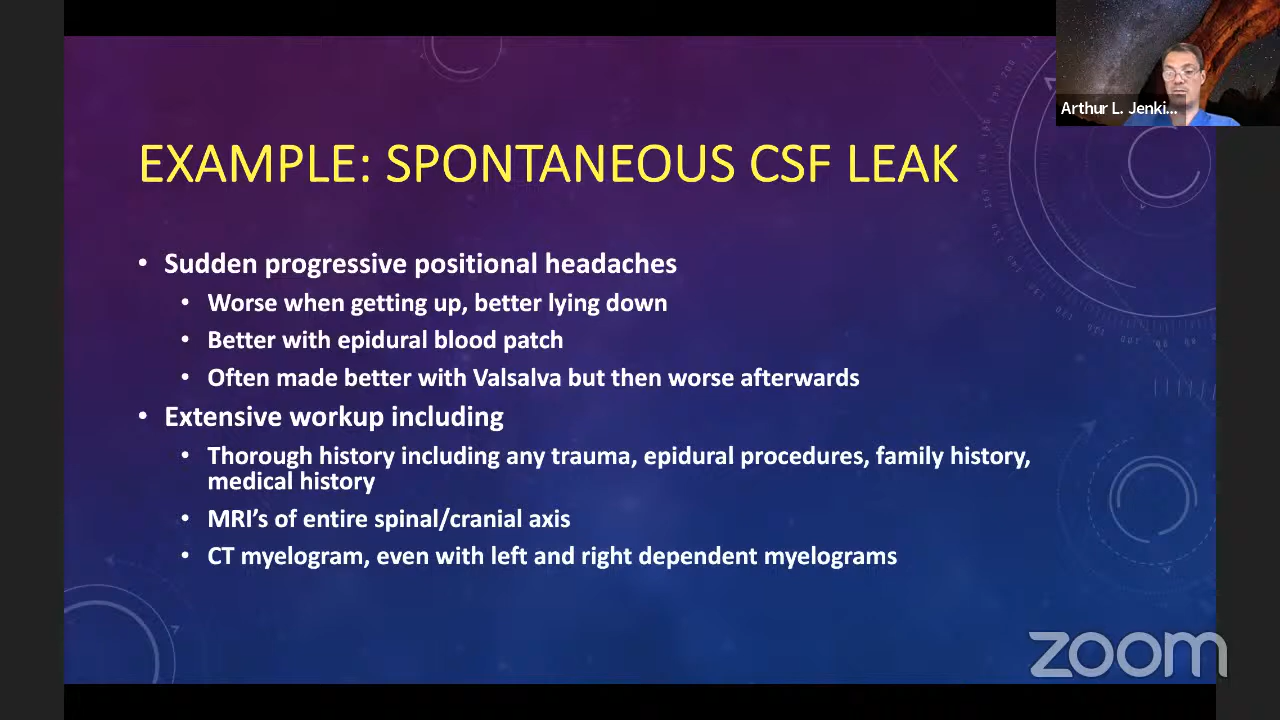 Arthur L. Jenki...
EXAMPLE: SPONTANEOUS CSF LEAK
• Sudden progressive positional headaches
• Worse when getting up, better lying down
• Better with epidural blood patch
• Often made better with Valsalva but then worse afterwards
• Extensive workup including
• Thorough history including any trauma, epidural procedures, family history,
medical history
• MRI's of entire spinal/cranial axis
• CT myelogram, even with left and right dependent myelograms
zoom